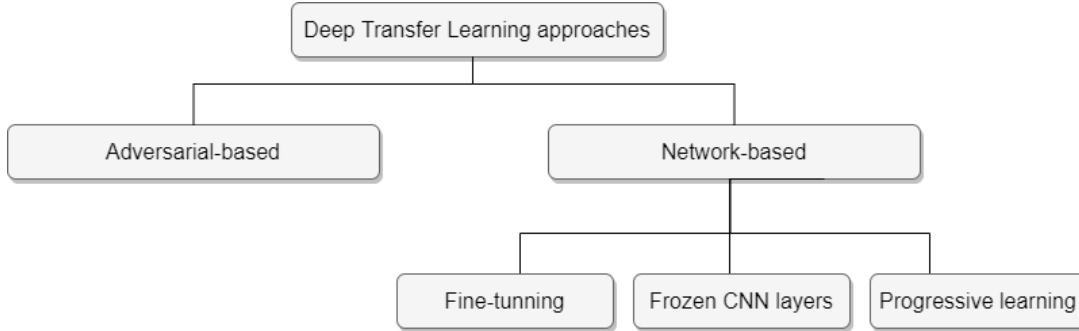 Deep Transfer Learning approaches
Adversarial-based
Network-based
Fine-tunning
Frozen CNN layers
Progressive learning